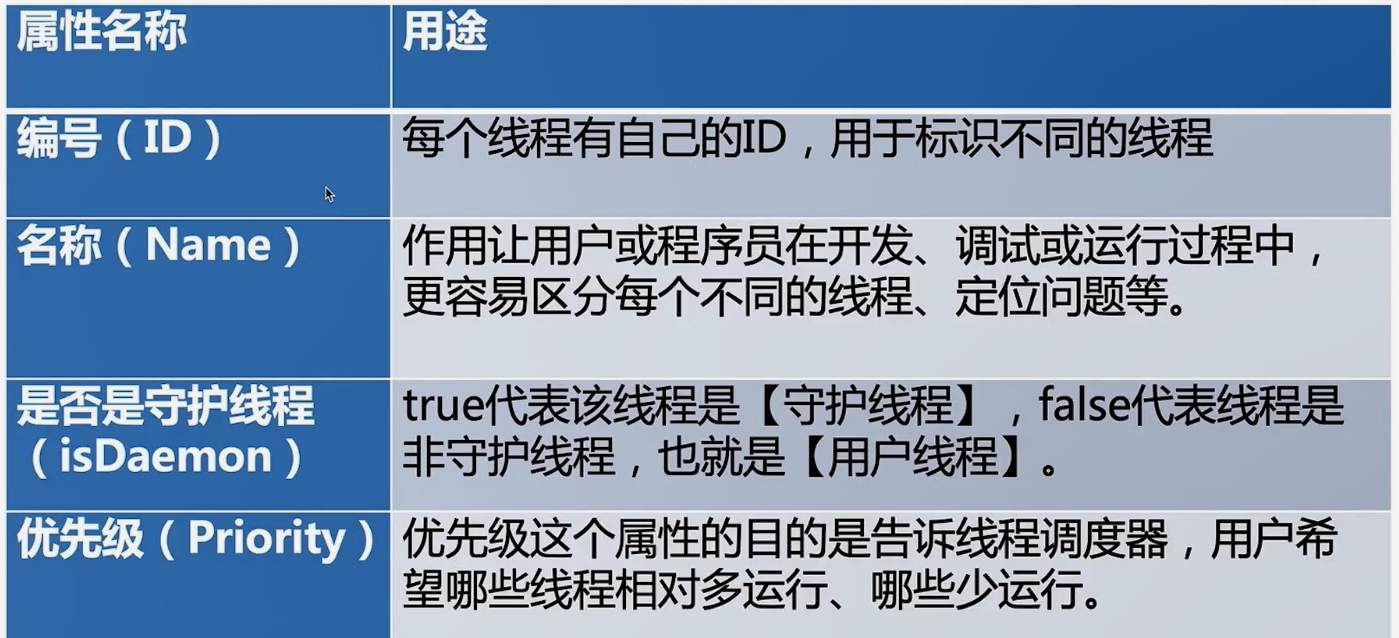 属性名称
用途
编号（ID）
每个线程有自己的ID，用于标识不同的线程
名称（Name）
作用让用户或程序员在开发、调试或运行过程中，
更容易区分每个不同的线程、定位问题等。
是否是守护线程
（isDaemon）
true代表该线程是【守护线程】，false代表线程是
非守护线程，也就是【用户线程】。
优先级（Priority）
优先级这个属性的目的是告诉线程调度器，用户希
望哪些线程相对多运行、哪些少运行。